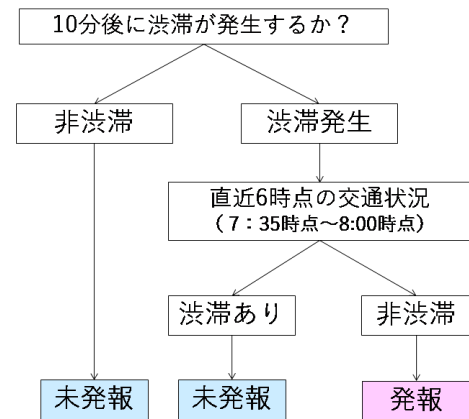 10分後に渋滞が発生するか？
非渋滞
渋滞発生
直近6時点の交通状況
（7：35時点～8:00時点）
渋滞あり
非渋滞
未発報
未発報
発報